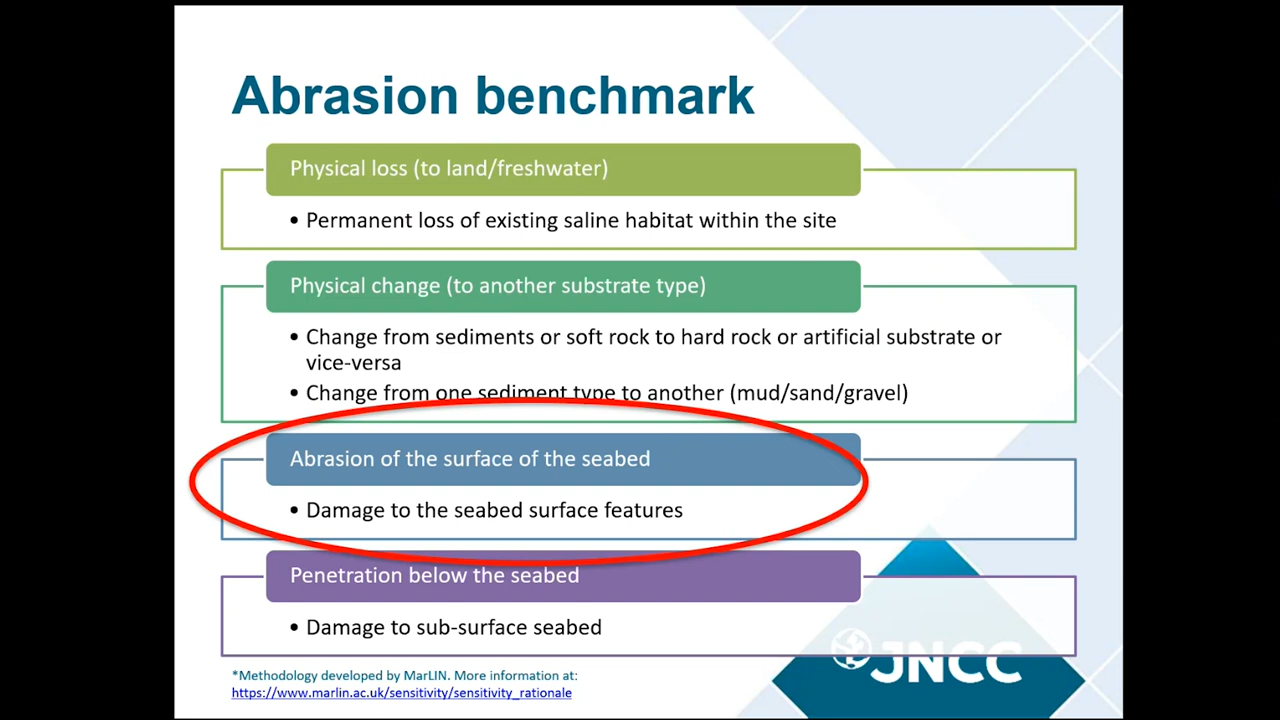 Abrasion benchmark
Physical loss (to land/freshwater)
• Permanent loss of existing saline habitat within the site
Physical change (to another substrate type)
• Change from sediments or soft rock to hard rock or artificial substrate or
vice-versa
• Change from one sediment type to another (mud/sand/gravel)
Abrasion of the surface of the seabed
• Damage to the seabed surface features
Penetration below the seabed
• Damage to sub-surface seabed
JNCC
*Methodology developed by MarLIN. More information at:
https://www.marlin.ac.uk/sensitivity/sensitivity_rationale